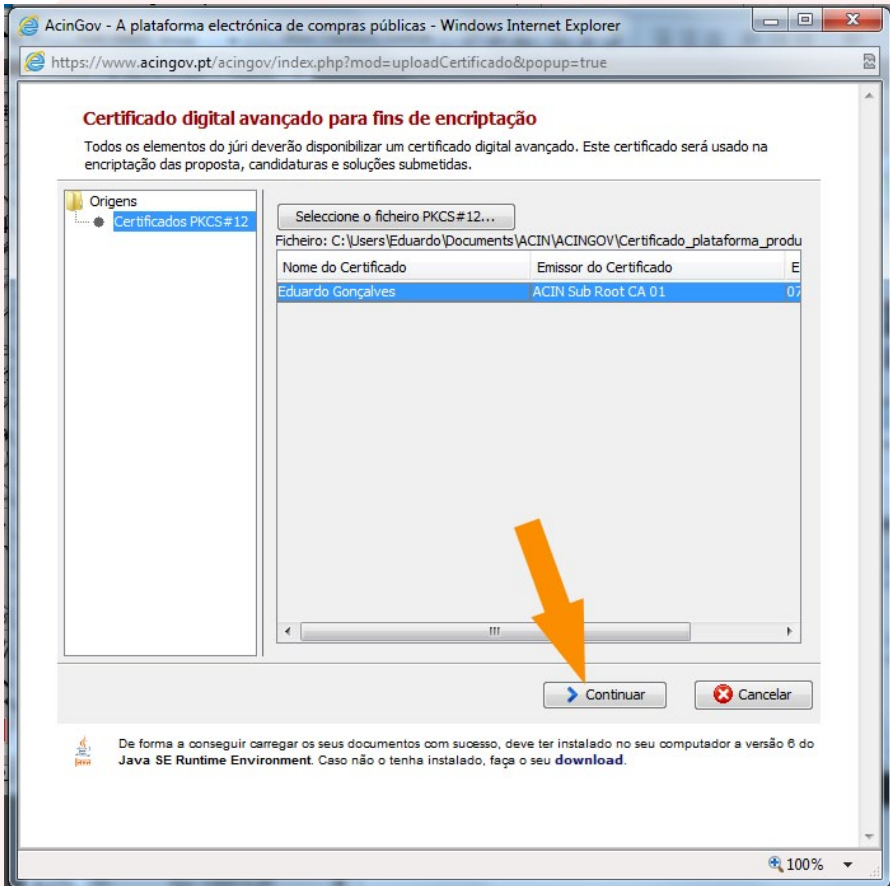 AcinGov - A plataforma electrónica de compras públicas - Windows Internet Explorer
https://www.acingov.pt/acingov/index.php?mod=uploadCertificado&popup=true
Certificado digital avançado para fins de encriptação
Todos os elementos do júri deverão disponibilizar um certificado digital avançado. Este certificado será usado na
encriptação das proposta, candidaturas e soluções submetidas.
Origens
Certificados PKCS#12
Seleccione o ficheiro PKCS#12...
Ficheiro: C:\Users\Eduardo\Documents\ACIN\ACINGOV\Certificado_plataforma_produ
Nome do Certificado Emissor do Certificado E
Eduardo Gonçalves ACIN Sub Root CA 01 07
Continuar Cancelar
De forma a conseguir carregar os seus documentos com sucesso, deve ter instalado no seu computador a versão 6 do
Java SE Runtime Environment. Caso não o tenha instalado, faça o seu download.
Java
100%